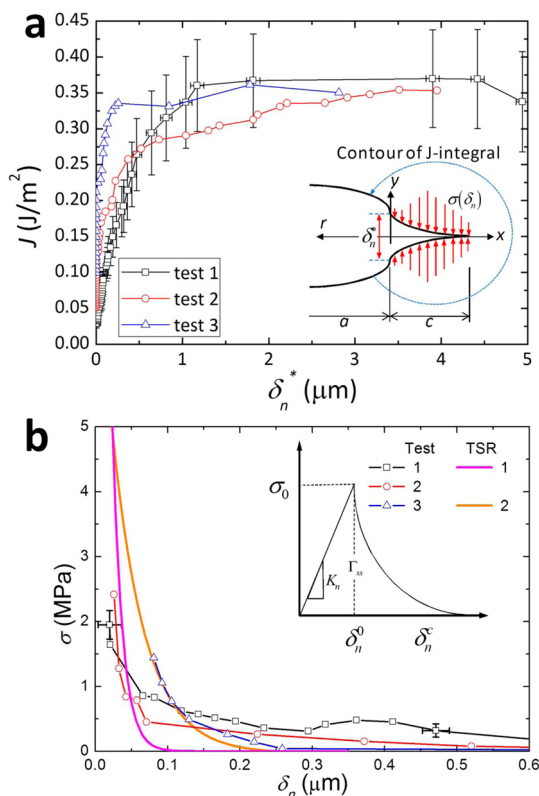 a
0.45
0.40
0.35
0.30
0.25
0.20
0.15
0.10
0.05
0.00
J (J/m²)
Contour of J-integral
y
σ(δₙ)
r
δₙ*
x
a
c
test 1
test 2
test 3
0 1 2 3 4 5
δₙ* (μm)
b
5
4
3
2
1
0
σ (MPa)
Test TSR
1 1
2 2
3
σ₀
Γₛₛ
Kₙ
δₙ⁰ δₙᶜ
0.0 0.1 0.2 0.3 0.4 0.5 0.6
δₙ (μm)